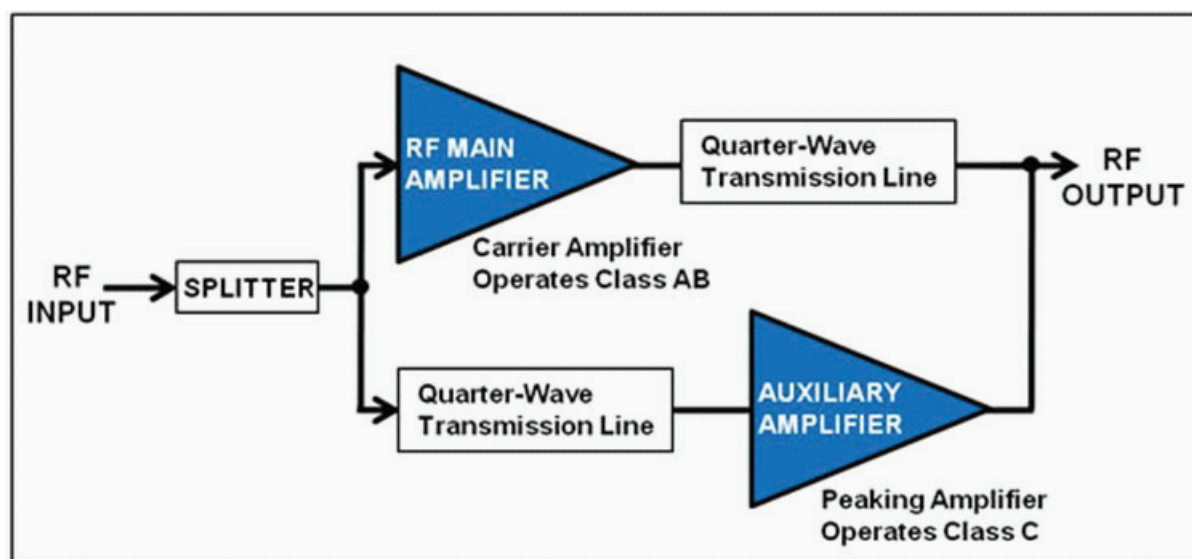 RF MAIN
AMPLIFIER
Quarter-Wave
Transmission Line
RF
OUTPUT
Carrier Amplifier
Operates Class AB
RF
INPUT
SPLITTER
Quarter-Wave
Transmission Line
AUXILIARY
AMPLIFIER
Peaking Amplifier
Operates Class C